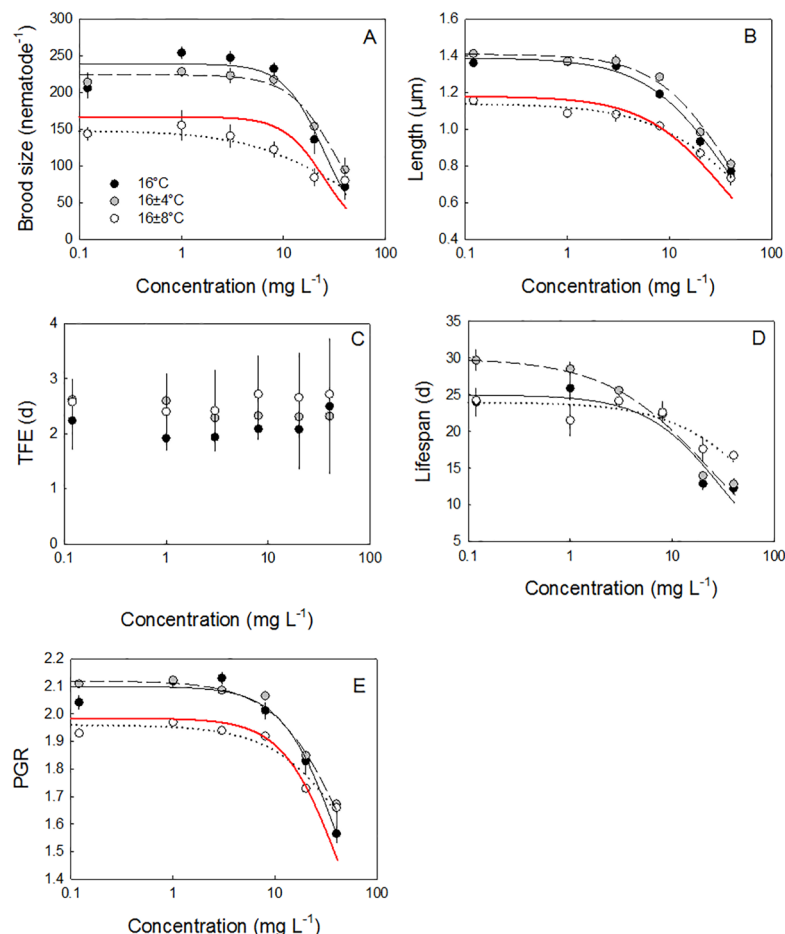 A
Brood size (nematode⁻¹)
300
250
200
150
100
50
0
16°C
16±4°C
16±8°C
0.1 1 10 100
Concentration (mg L⁻¹)
B
Length (µm)
1.6
1.4
1.2
1.0
0.8
0.6
0.4
0.1 1 10 100
Concentration (mg L⁻¹)
C
TFE (d)
4
3
2
1
0
0.1 1 10 100
Concentration (mg L⁻¹)
D
Lifespan (d)
35
30
25
20
15
10
5
0.1 1 10 100
Concentration (mg L⁻¹)
E
PGR
2.2
2.1
2.0
1.9
1.8
1.7
1.6
1.5
1.4
0.1 1 10 100
Concentration (mg L⁻¹)